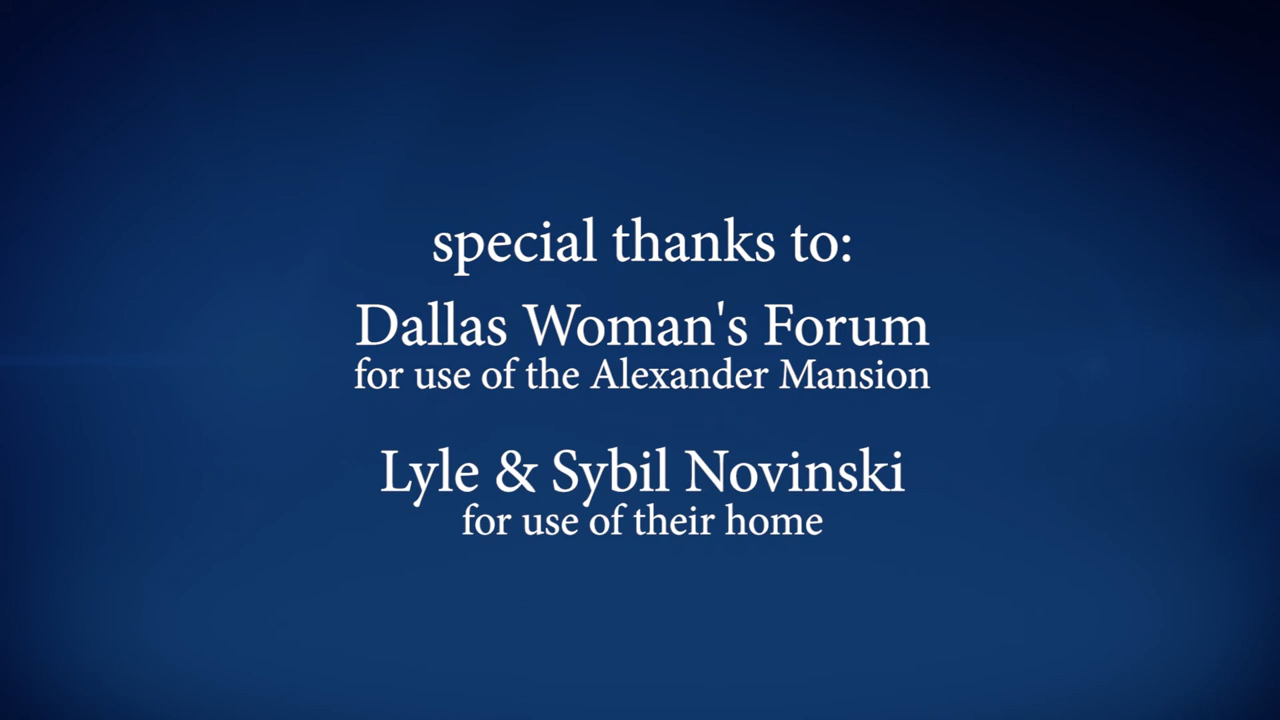 special thanks to:
Dallas Woman's Forum
for use of the Alexander Mansion
Lyle & Sybil Novinski
for use of their home